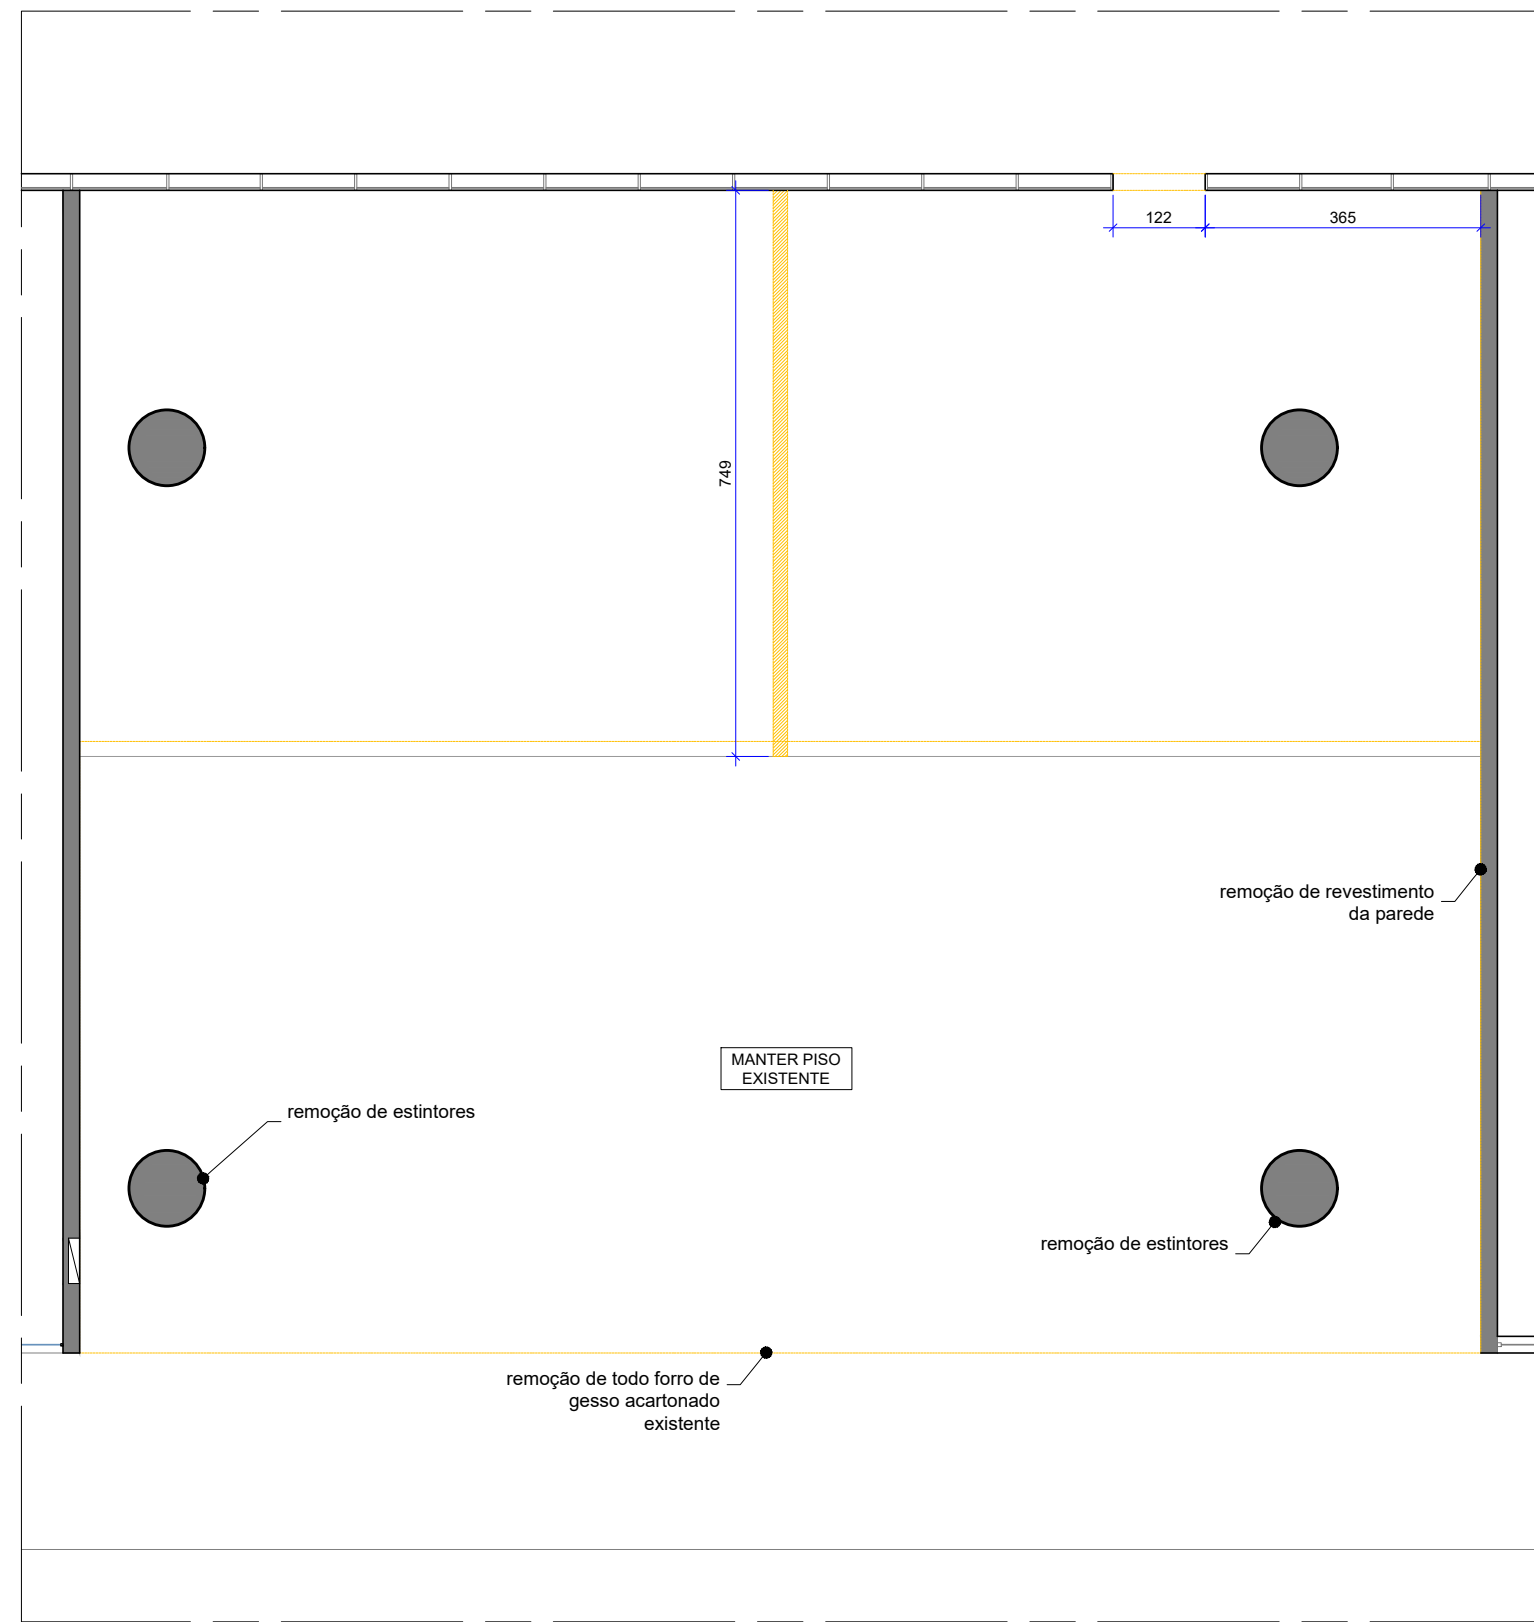 122
365
749
remoção de revestimento
da parede
MANTER PISO
EXISTENTE
remoção de estintores
remoção de estintores
remoção de todo forro de
gesso acartonado
existente